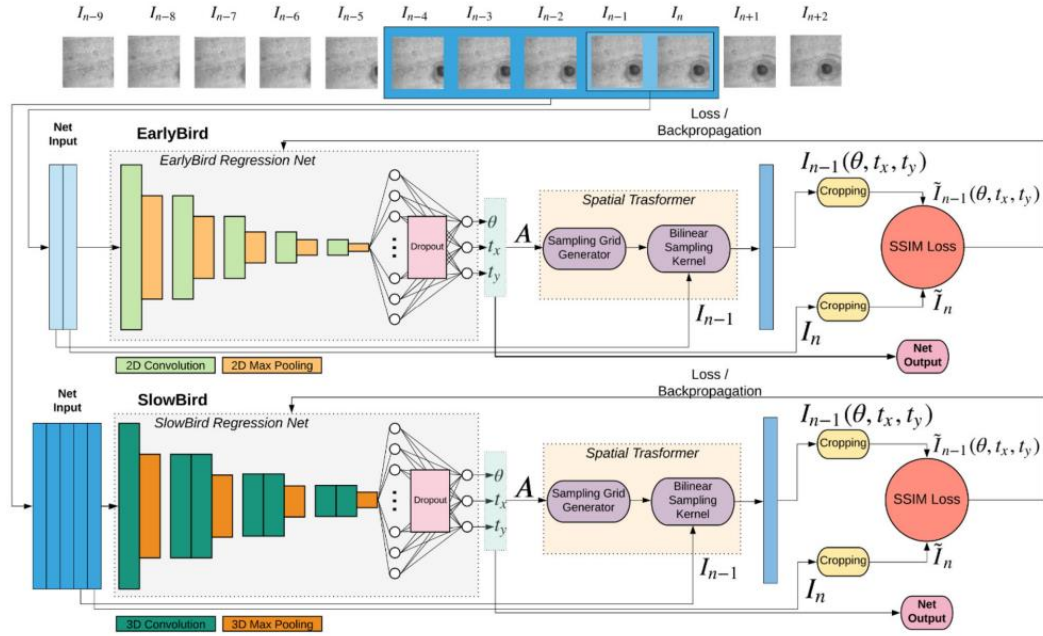 I_{n-9} I_{n-8} I_{n-7} I_{n-6} I_{n-5} I_{n-4} I_{n-3} I_{n-2} I_{n-1} I_n I_{n+1} I_{n+2}
Loss /
Backpropagation
Net
Input
EarlyBird
EarlyBird Regression Net
Dropout
θ
t_x
t_y
A
Spatial Trasformer
Sampling Grid
Generator
Bilinear
Sampling
Kernel
I_{n-1}
I_{n-1}(θ, t_x, t_y)
Cropping
Ĩ_{n-1}(θ, t_x, t_y)
SSIM Loss
Cropping
Ĩ_n
I_n
Net
Output
2D Convolution
2D Max Pooling
Loss /
Backpropagation
Net
Input
SlowBird
SlowBird Regression Net
Dropout
θ
t_x
t_y
A
Spatial Trasformer
Sampling Grid
Generator
Bilinear
Sampling
Kernel
I_{n-1}
I_{n-1}(θ, t_x, t_y)
Cropping
Ĩ_{n-1}(θ, t_x, t_y)
SSIM Loss
Cropping
Ĩ_n
I_n
Net
Output
3D Convolution
3D Max Pooling